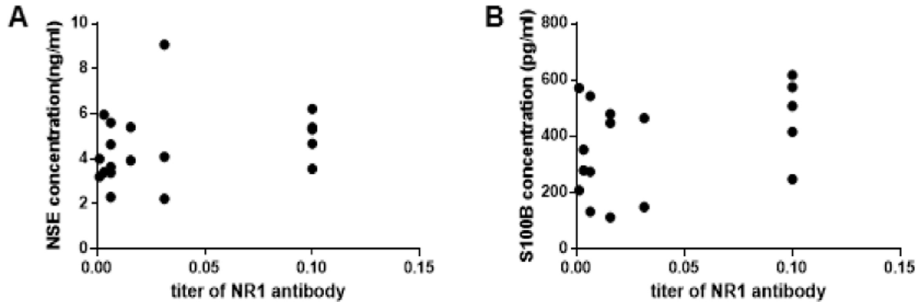 A
NSE concentration(ng/ml)
10
8
6
4
2
0
0.00 0.05 0.10 0.15
titer of NR1 antibody
B
S100B concentration (pg/ml)
800
600
400
200
0
0.00 0.05 0.10 0.15
titer of NR1 antibody